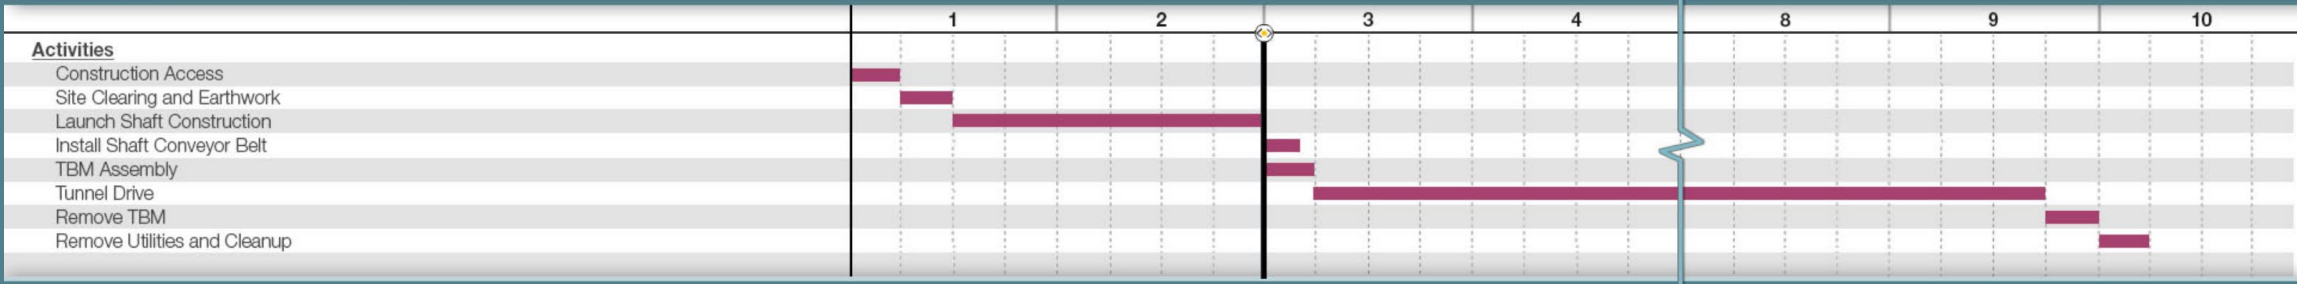 1 2 3 4 8 9 10
Activities
Construction Access
Site Clearing and Earthwork
Launch Shaft Construction
Install Shaft Conveyor Belt
TBM Assembly
Tunnel Drive
Remove TBM
Remove Utilities and Cleanup